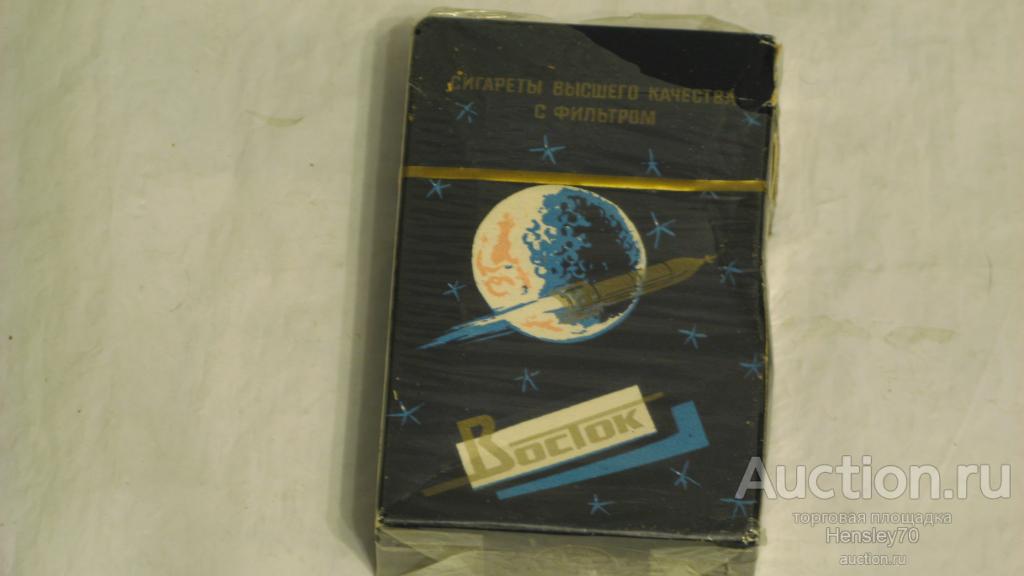 СИГАРЕТЫ ВЫСШЕГО КАЧЕСТВА
С ФИЛЬТРОМ
Восток
Auction.ru
торговая площадка
Hensley70
auction.ru